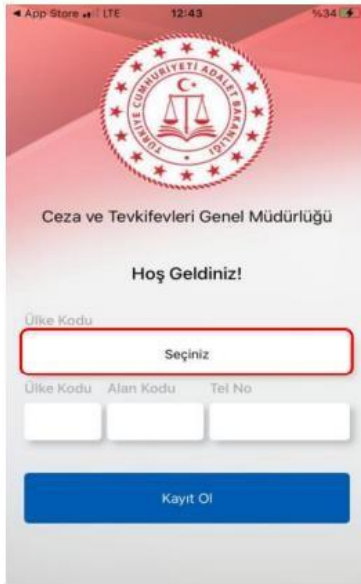 App Store LTE 12:43 %34
TÜRKİYE CUMHURİYETİ ADALET BAKANLIĞI
Ceza ve Tevkifevleri Genel Müdürlüğü
Hoş Geldiniz!
Ülke Kodu
Seçiniz
Ülke Kodu Alan Kodu Tel No
Kayıt Ol